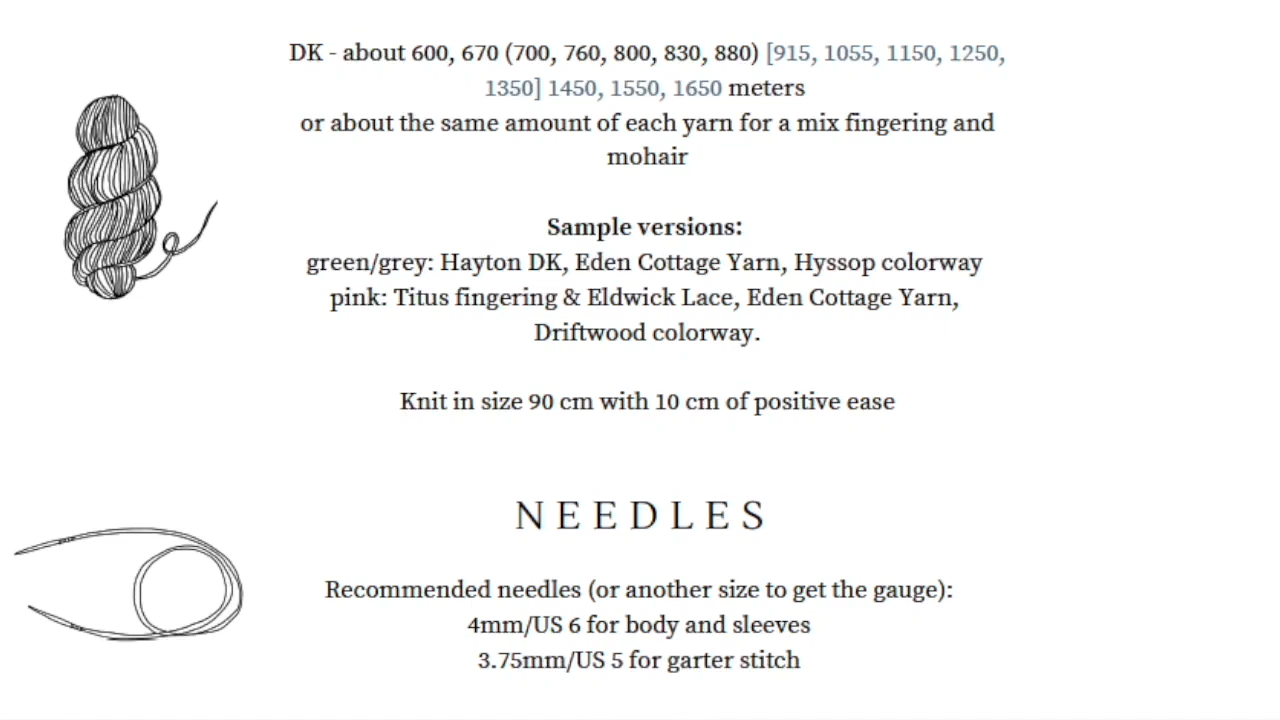 DK - about 600, 670 (700, 760, 800, 830, 880) [915, 1055, 1150, 1250,
1350] 1450, 1550, 1650 meters
or about the same amount of each yarn for a mix fingering and
mohair
Sample versions:
green/grey: Hayton DK, Eden Cottage Yarn, Hyssop colorway
pink: Titus fingering & Eldwick Lace, Eden Cottage Yarn,
Driftwood colorway.
Knit in size 90 cm with 10 cm of positive ease
NEEDLES
Recommended needles (or another size to get the gauge):
4mm/US 6 for body and sleeves
3.75mm/US 5 for garter stitch